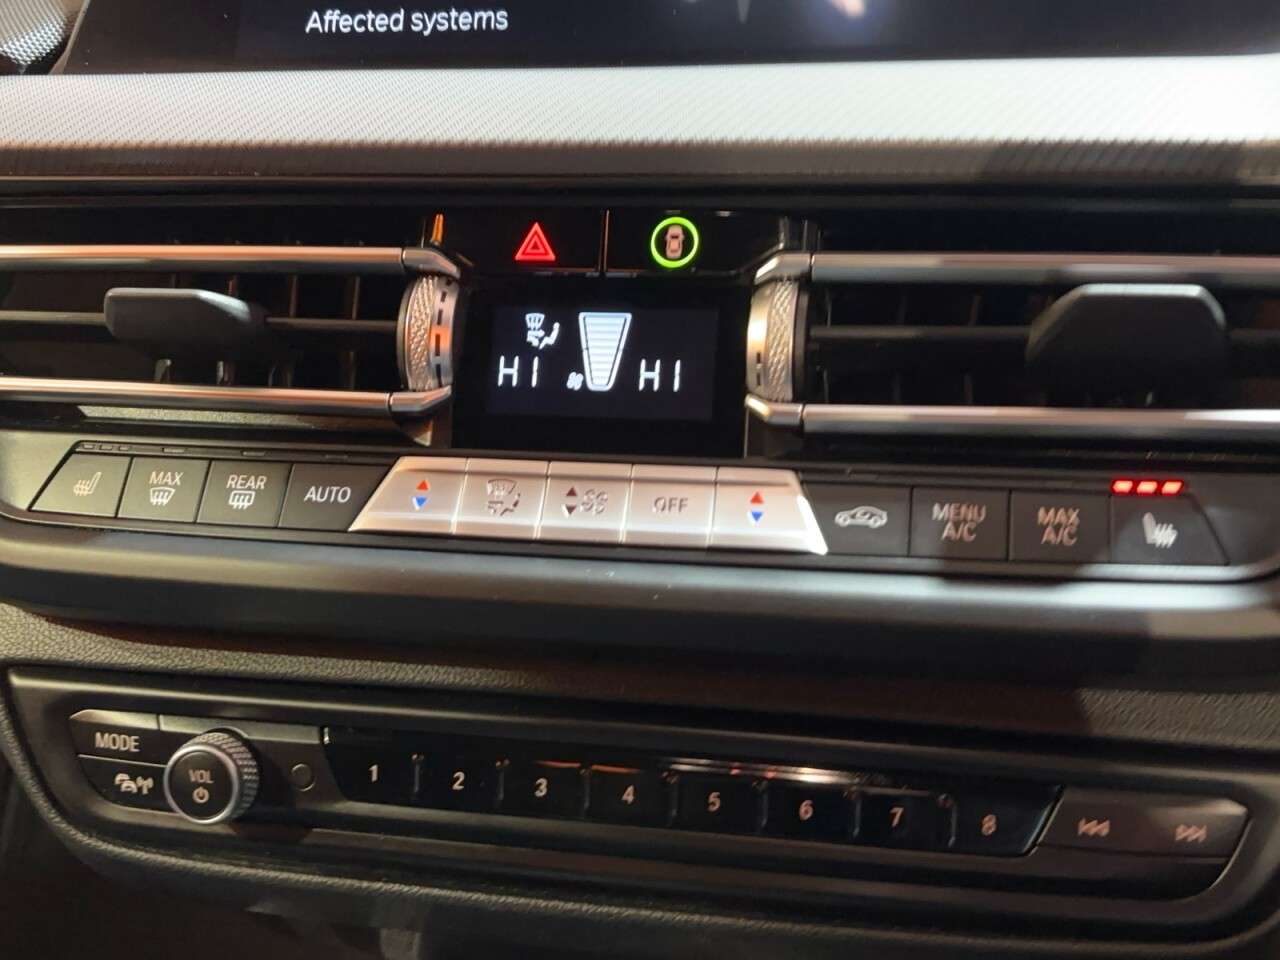 Affected systems
HI HI
MAX
REAR
AUTO
OFF
MENU
A/C
MAX
A/C
MODE
VOL
1 2 3 4 5 6 7 8